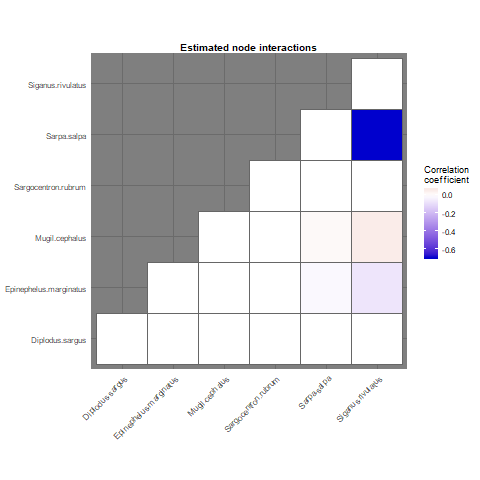 Estimated node interactions
Siganus.rivulatus
Sarpa.salpa
Sargocentron.rubrum
Mugil.cephalus
Epinephelus.marginatus
Diplodus.sargus
Diplodus.sargus
Epinephelus.marginatus
Mugil.cephalus
Sargocentron.rubrum
Sarpa.salpa
Siganus.rivulatus
Correlation
coefficient
0.0
-0.2
-0.4
-0.6